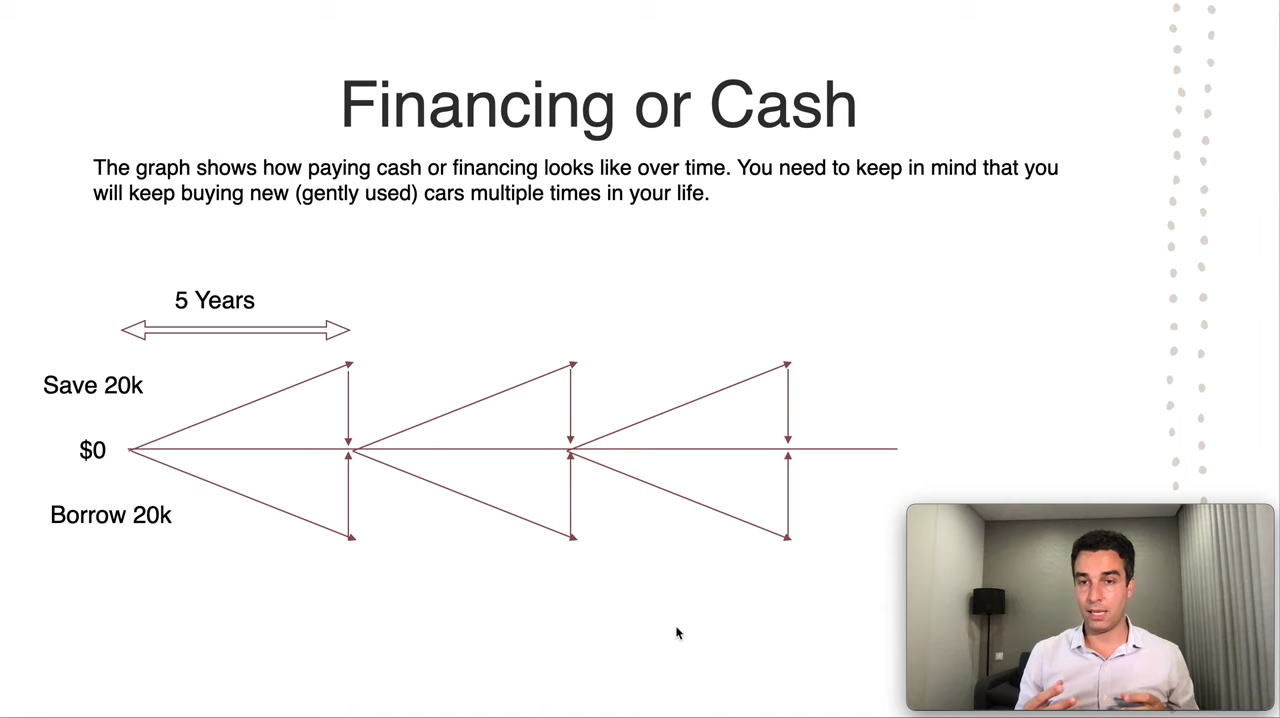 Financing or Cash
The graph shows how paying cash or financing looks like over time. You need to keep in mind that you
will keep buying new (gently used) cars multiple times in your life.
5 Years
Save 20k
$0
Borrow 20k